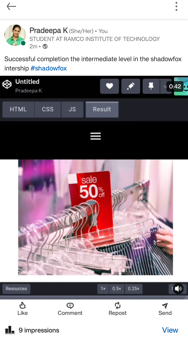 Pradeepa K (She/Her) • You
STUDENT AT RAMCO INSTITUTE OF TECHNOLOGY
2m •
Successful completion the intermediate level in the shadowfox
intership #shadowfox
Untitled
Pradeepa K
0:42
HTML
CSS
JS
Result
sale
50%
off
Resources
1×
0.5×
0.25×
Like
Comment
Repost
Send
9 impressions
View